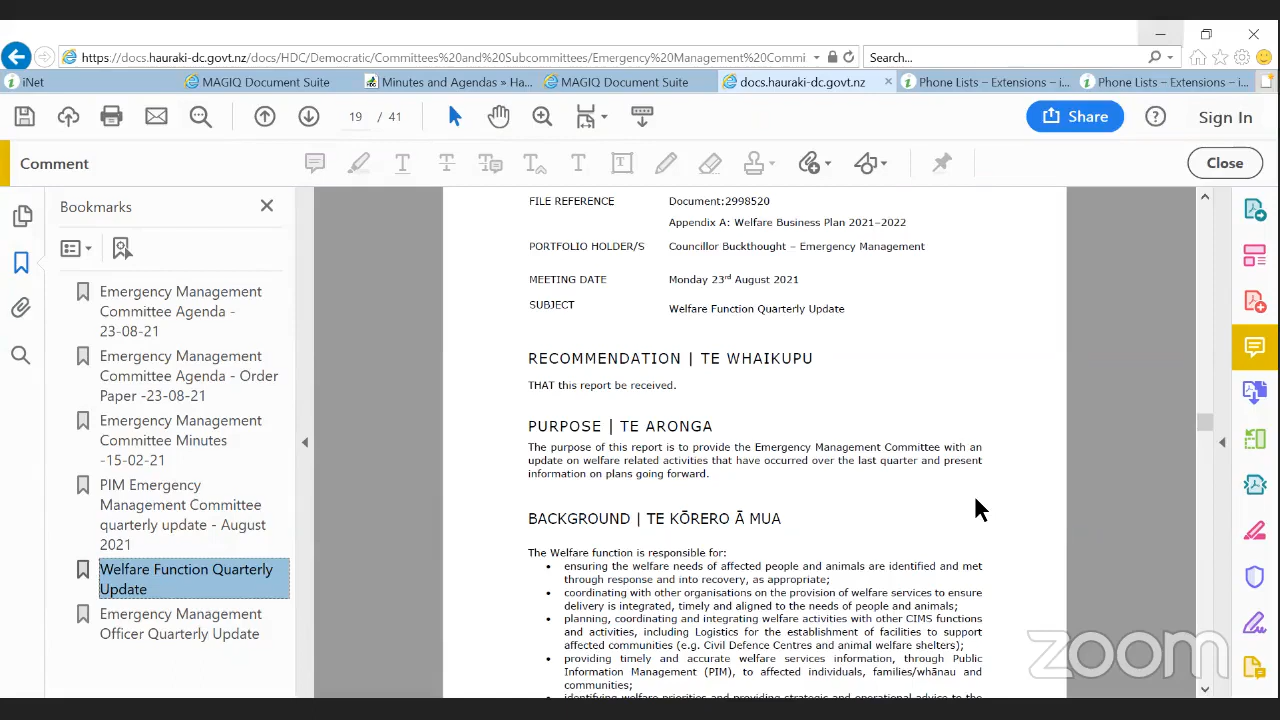 https://docs.hauraki-dc.govt.nz/docs/HDC/Democratic/Committees%20and%20Subcommittees/Emergency%20Management%20Commi
Search...
iNet
MAGIQ Document Suite
Minutes and Agendas » Ha...
MAGIQ Document Suite
docs.hauraki-dc.govt.nz
Phone Lists – Extensions – i...
Phone Lists – Extensions – i...
19 / 41
Share
Sign In
Comment
Close
Bookmarks
Emergency Management
Committee Agenda -
23-08-21
Emergency Management
Committee Agenda - Order
Paper -23-08-21
Emergency Management
Committee Minutes
-15-02-21
PIM Emergency
Management Committee
quarterly update - August
2021
Welfare Function Quarterly
Update
Emergency Management
Officer Quarterly Update
FILE REFERENCE Document:2998520
Appendix A: Welfare Business Plan 2021–2022
PORTFOLIO HOLDER/S Councillor Buckthought – Emergency Management
MEETING DATE Monday 23rd August 2021
SUBJECT Welfare Function Quarterly Update
RECOMMENDATION | TE WHAIKUPU
THAT this report be received.
PURPOSE | TE ARONGA
The purpose of this report is to provide the Emergency Management Committee with an
update on welfare related activities that have occurred over the last quarter and present
information on plans going forward.
BACKGROUND | TE KŌRERO Ā MUA
The Welfare function is responsible for:
• ensuring the welfare needs of affected people and animals are identified and met
through response and into recovery, as appropriate;
• coordinating with other organisations on the provision of welfare services to ensure
delivery is integrated, timely and aligned to the needs of people and animals;
• planning, coordinating and integrating welfare activities with other CIMS functions
and activities, including Logistics for the establishment of facilities to support
affected communities (e.g. Civil Defence Centres and animal welfare shelters);
• providing timely and accurate welfare services information, through Public
Information Management (PIM), to affected individuals, families/whānau and
communities;
• identifying welfare priorities and providing strategic and operational advice to the
zoom